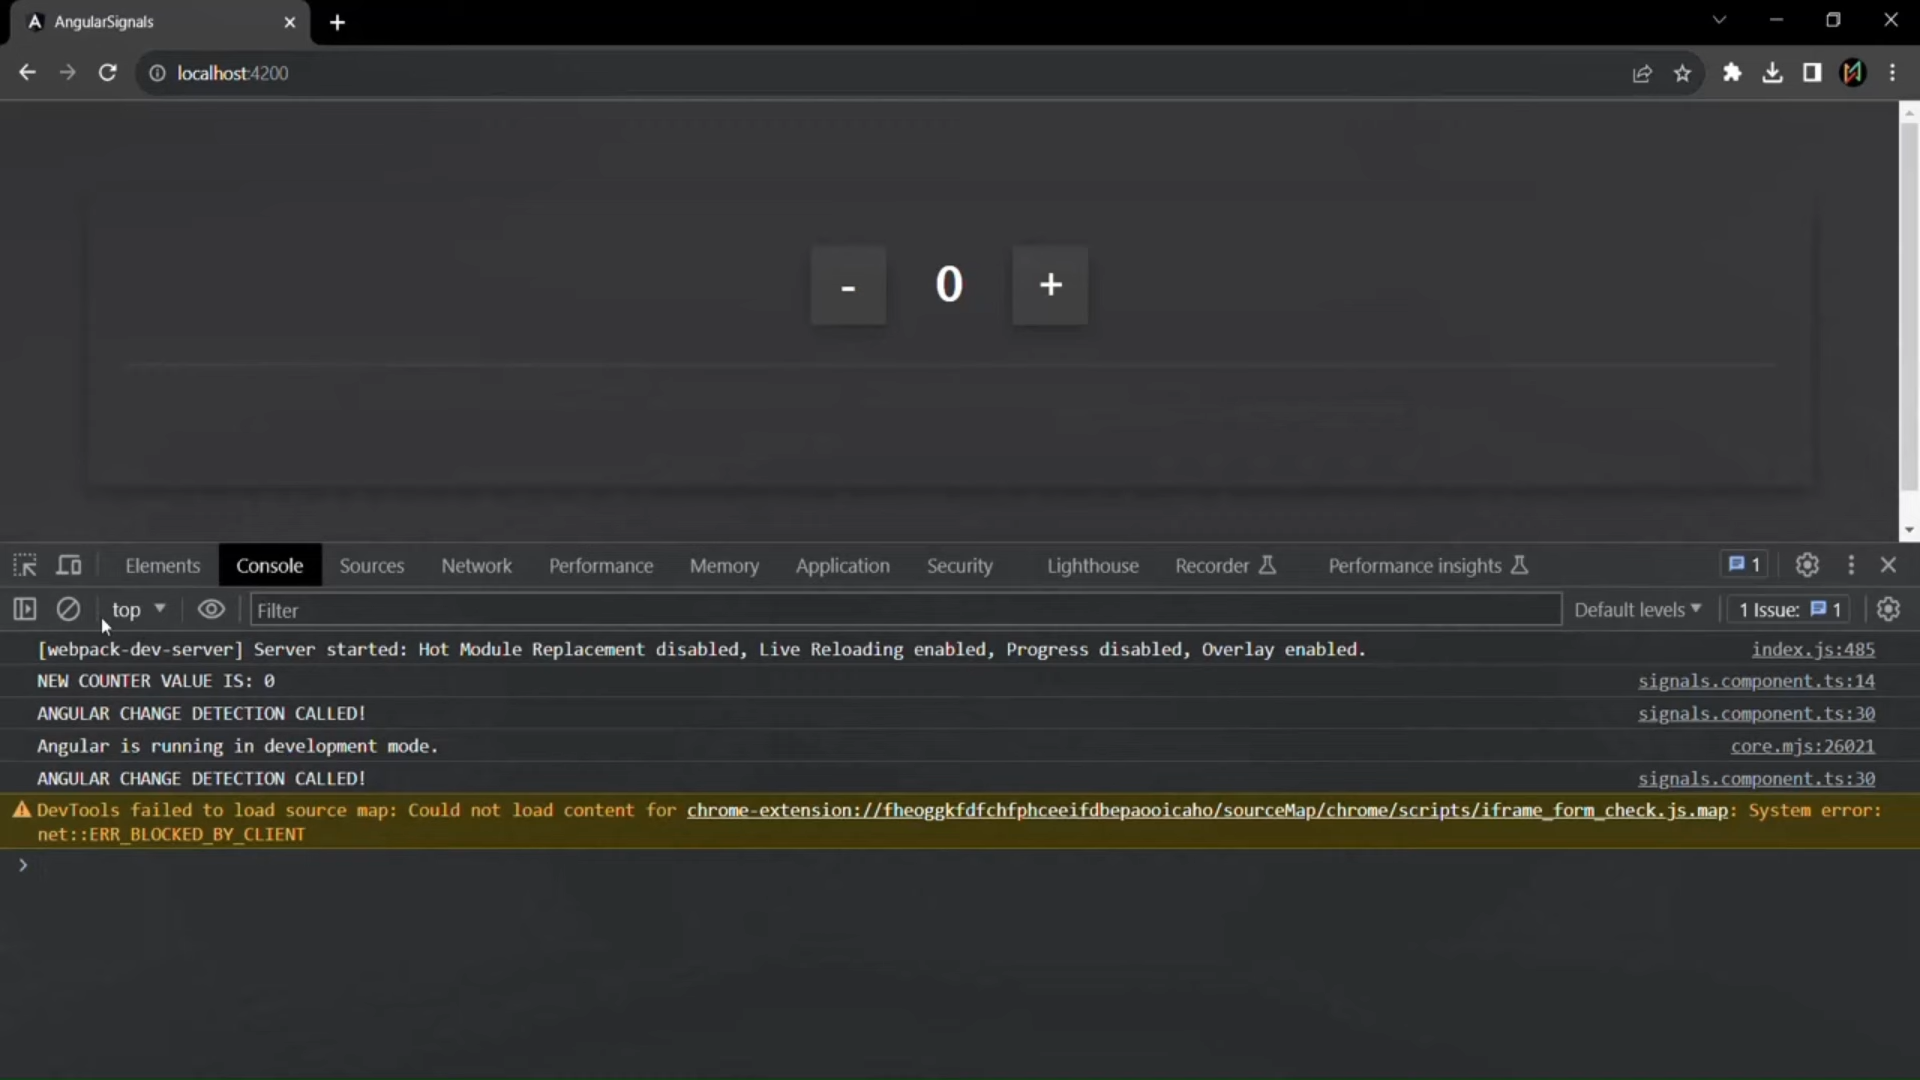 AngularSignals
localhost:4200
- 0 +
Elements Console Sources Network Performance Memory Application Security Lighthouse Recorder Performance insights 1
top Filter Default levels 1 Issue: 1
[webpack-dev-server] Server started: Hot Module Replacement disabled, Live Reloading enabled, Progress disabled, Overlay enabled. index.js:485
NEW COUNTER VALUE IS: 0 signals.component.ts:14
ANGULAR CHANGE DETECTION CALLED! signals.component.ts:30
Angular is running in development mode. core.mjs:26021
ANGULAR CHANGE DETECTION CALLED! signals.component.ts:30
DevTools failed to load source map: Could not load content for chrome-extension://fheoggkfdfchfphceeifdbepaooicaho/sourceMap/chrome/scripts/iframe_form_check.js.map: System error:
net::ERR_BLOCKED_BY_CLIENT